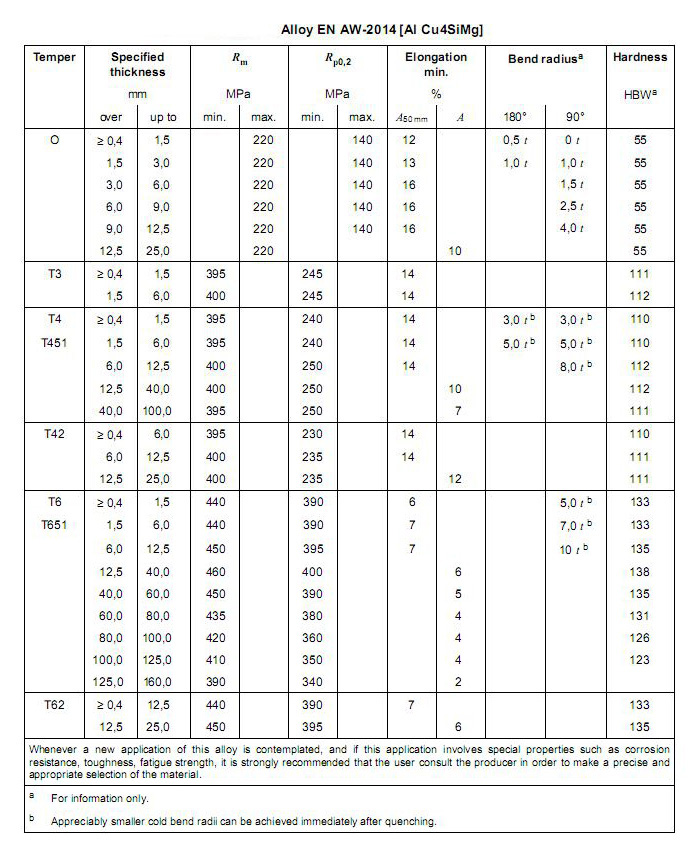 Alloy EN AW-2014 [Al Cu4SiMg]
Temper Specified thickness Rm Rp0,2 Elongation min. Bend radiusa Hardness
mm MPa MPa % HBWa
over up to min. max. min. max. A50 mm A 180° 90°
O ≥ 0,4 1,5 220 140 12 0,5 t 0 t 55
1,5 3,0 220 140 13 1,0 t 1,0 t 55
3,0 6,0 220 140 16 1,5 t 55
6,0 9,0 220 140 16 2,5 t 55
9,0 12,5 220 140 16 4,0 t 55
12,5 25,0 220 10 55
T3 ≥ 0,4 1,5 395 245 14 111
1,5 6,0 400 245 14 112
T4 ≥ 0,4 1,5 395 240 14 3,0 t b 3,0 t b 110
T451 1,5 6,0 395 240 14 5,0 t b 5,0 t b 110
6,0 12,5 400 250 14 8,0 t b 112
12,5 40,0 400 250 10 112
40,0 100,0 395 250 7 111
T42 ≥ 0,4 6,0 395 230 14 110
6,0 12,5 400 235 14 111
12,5 25,0 400 235 12 111
T6 ≥ 0,4 1,5 440 390 6 5,0 t b 133
T651 1,5 6,0 440 390 7 7,0 t b 133
6,0 12,5 450 395 7 10 t b 135
12,5 40,0 460 400 6 138
40,0 60,0 450 390 5 135
60,0 80,0 435 380 4 131
80,0 100,0 420 360 4 126
100,0 125,0 410 350 4 123
125,0 160,0 390 340 2
T62 ≥ 0,4 12,5 440 390 7 133
12,5 25,0 450 395 6 135
Whenever a new application of this alloy is contemplated, and if this application involves special properties such as corrosion
resistance, toughness, fatigue strength, it is strongly recommended that the user consult the producer in order to make a precise and
appropriate selection of the material.
a For information only.
b Appreciably smaller cold bend radii can be achieved immediately after quenching.